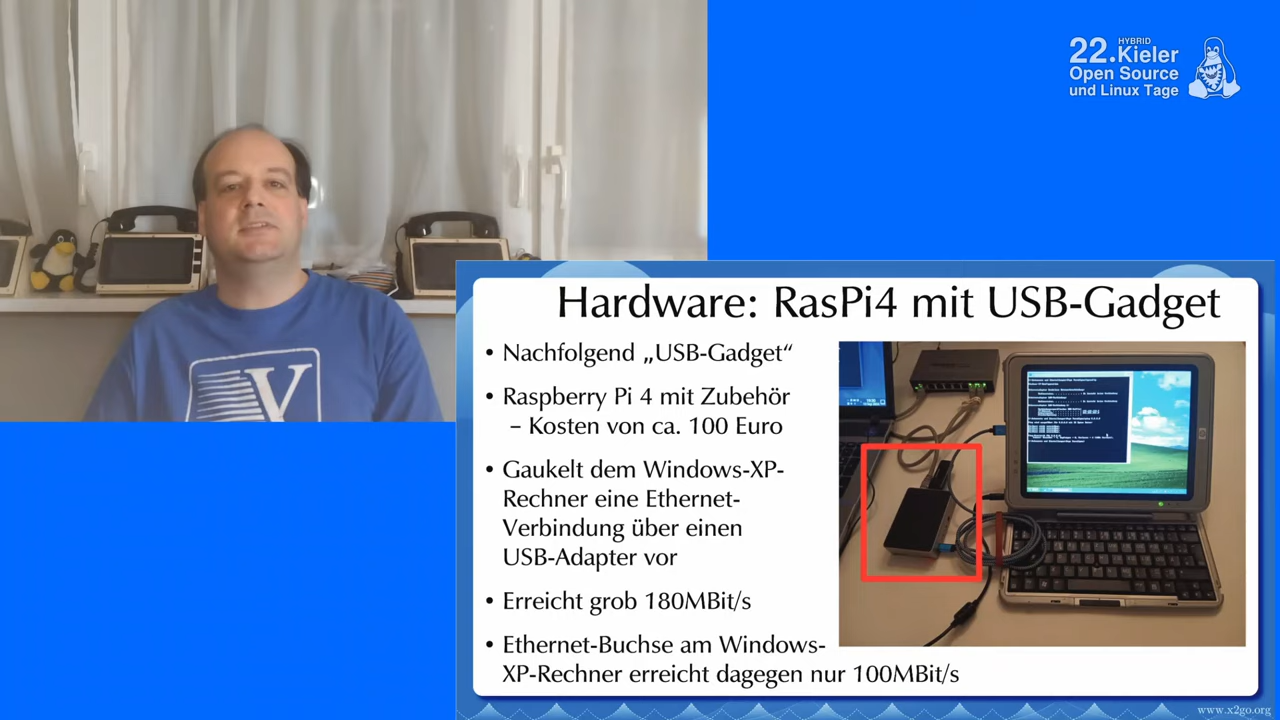 HYBRID
22.Kieler
Open Source
und Linux Tage
Hardware: RasPi4 mit USB-Gadget
• Nachfolgend „USB-Gadget“
• Raspberry Pi 4 mit Zubehör
– Kosten von ca. 100 Euro
• Gaukelt dem Windows-XP-
Rechner eine Ethernet-
Verbindung über einen
USB-Adapter vor
• Erreicht grob 180MBit/s
• Ethernet-Buchse am Windows-
XP-Rechner erreicht dagegen nur 100MBit/s
www.x2go.org